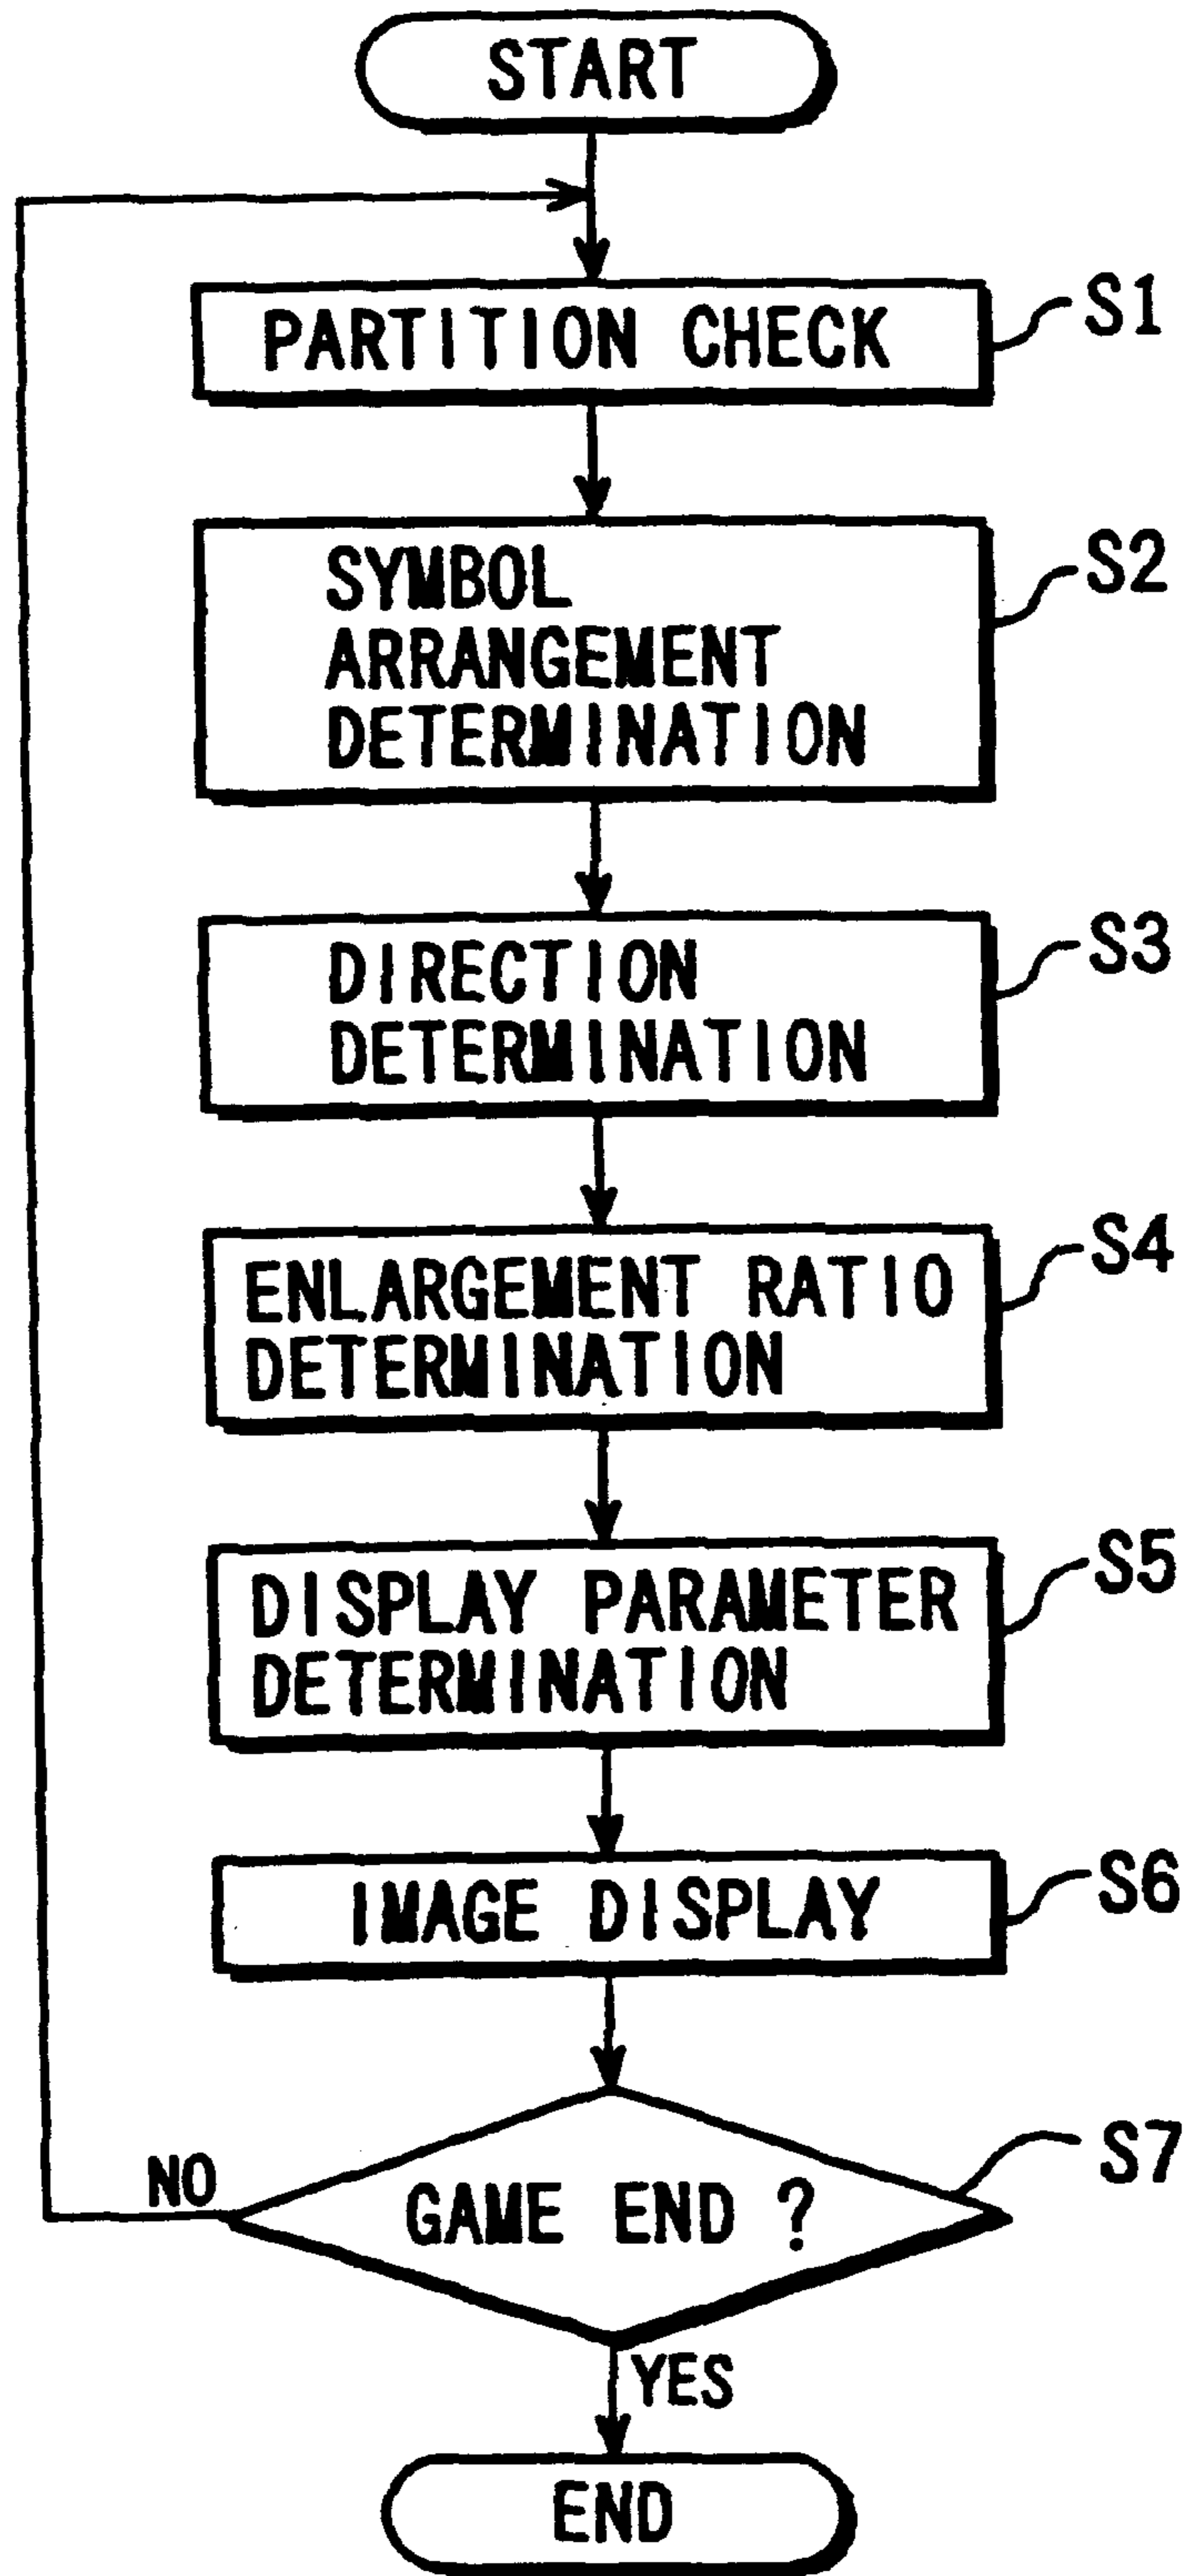 START
PARTITION CHECK
S1
SYMBOL
ARRANGEMENT
DETERMINATION
S2
DIRECTION
DETERMINATION
S3
ENLARGEMENT RATIO
DETERMINATION
S4
DISPLAY PARAMETER
DETERMINATION
S5
IMAGE DISPLAY
S6
GAME END ?
S7
NO
YES
END